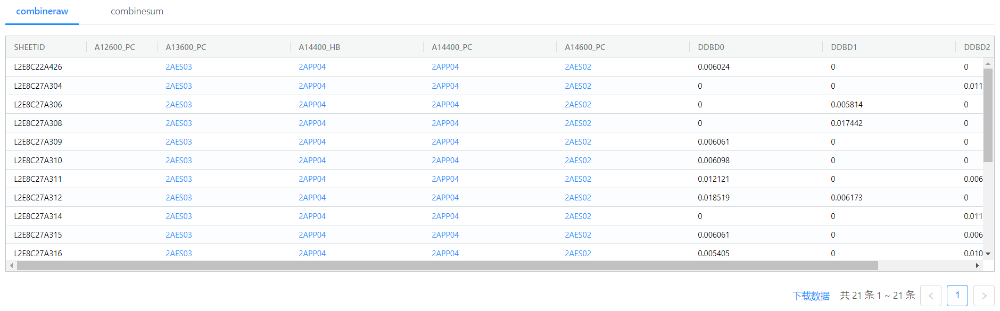 combineraw combinesum
SHEETID A12600_PC A13600_PC A14400_HB A14400_PC A14600_PC DDBD0 DDBD1 DDBD2
L2E8C22A426 2AES03 2APP04 2APP04 2AES02 0.006024 0 0
L2E8C27A304 2AES03 2APP04 2APP04 2AES02 0 0 0.011
L2E8C27A306 2AES03 2APP04 2APP04 2AES02 0 0.005814 0
L2E8C27A308 2AES03 2APP04 2APP04 2AES02 0 0.017442 0
L2E8C27A309 2AES03 2APP04 2APP04 2AES02 0.006061 0 0
L2E8C27A310 2AES03 2APP04 2APP04 2AES02 0.006098 0 0
L2E8C27A311 2AES03 2APP04 2APP04 2AES02 0.012121 0 0.006
L2E8C27A312 2AES03 2APP04 2APP04 2AES02 0.018519 0.006173 0
L2E8C27A314 2AES03 2APP04 2APP04 2AES02 0 0 0.011
L2E8C27A315 2AES03 2APP04 2APP04 2AES02 0.006061 0 0.006
L2E8C27A316 2AES03 2APP04 2APP04 2AES02 0.005405 0 0.010
下载数据 共 21 条 1 ~ 21 条 < 1 >